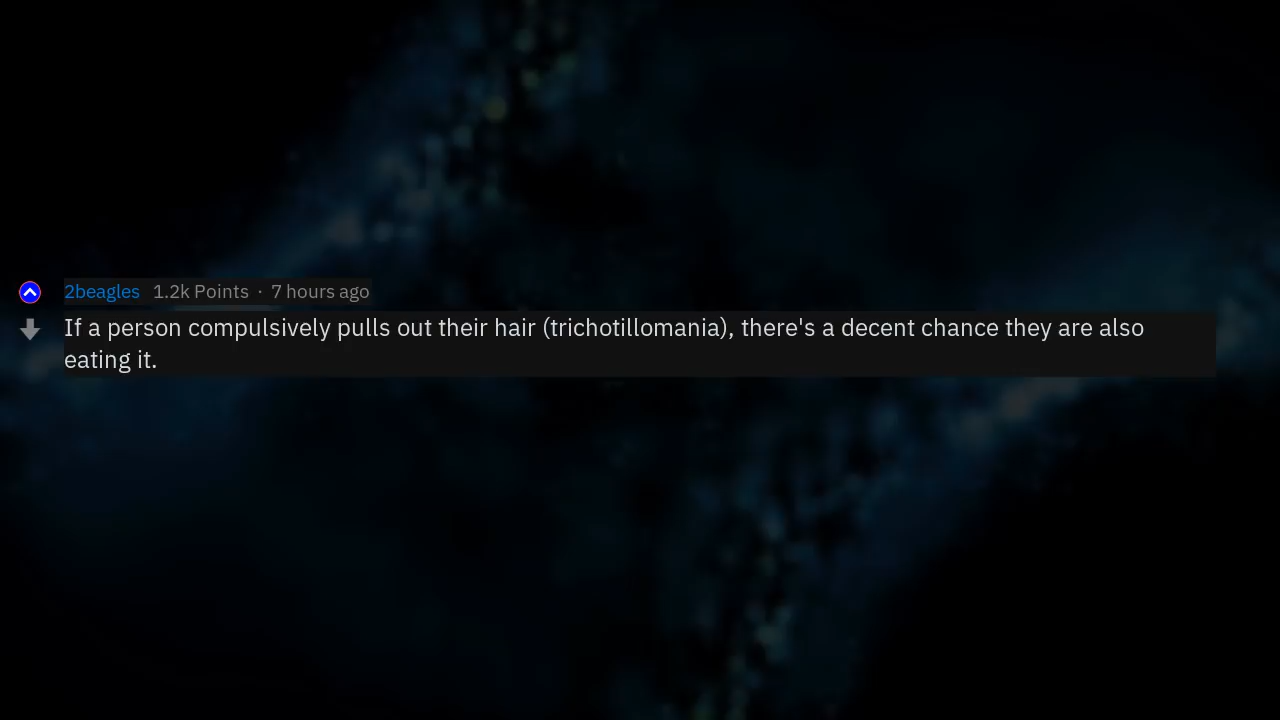 2beagles 1.2k Points · 7 hours ago
If a person compulsively pulls out their hair (trichotillomania), there's a decent chance they are also
eating it.